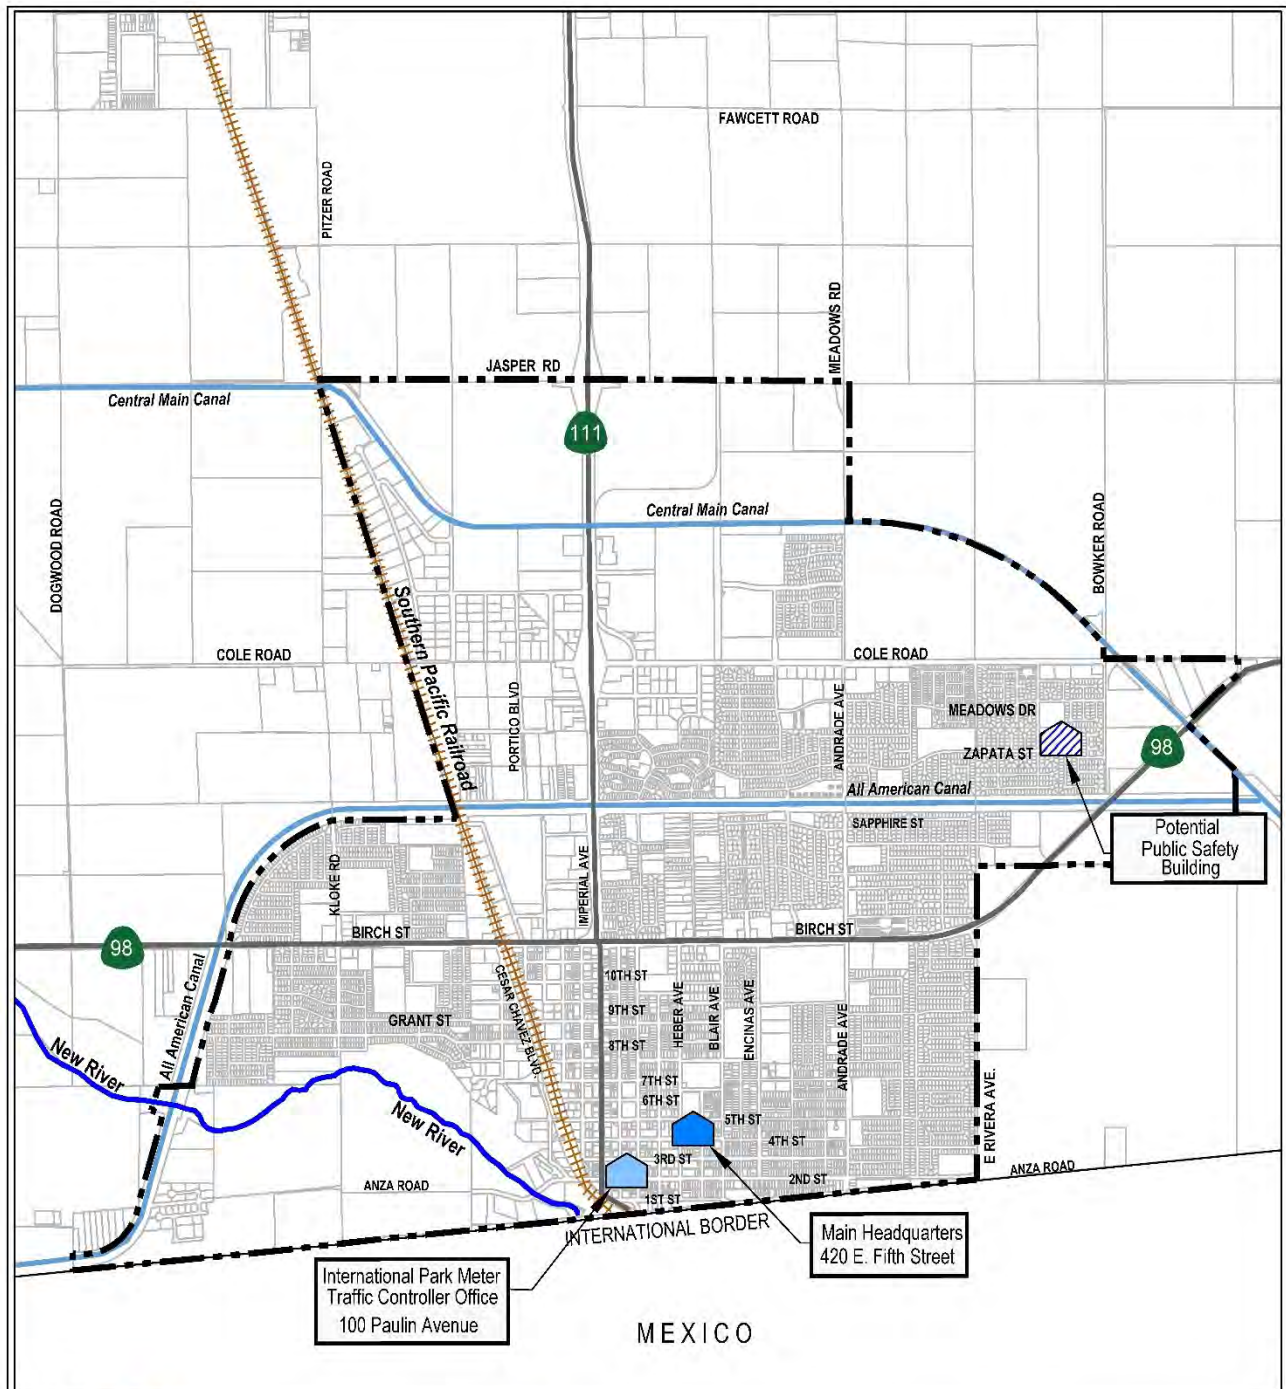 FAWCETT ROAD
PITZER ROAD
MEADOWS RD
JASPER RD
Central Main Canal
111
DOGWOOD ROAD
Central Main Canal
BOWKER ROAD
Southern Pacific Railroad
COLE ROAD
COLE ROAD
PORTICO BLVD
ANDRADE AVE
MEADOWS DR
ZAPATA ST
98
All American Canal
SAPPHIRE ST
Potential
Public Safety
Building
KLOKE RD
IMPERIAL AVE
BIRCH ST
BIRCH ST
98
All American Canal
CESAR CHAVEZ BLVD.
10TH ST
HEBER AVE
BLAIR AVE
ENCINAS AVE
9TH ST
GRANT ST
8TH ST
ANDRADE AVE
New River
7TH ST
6TH ST
New River
5TH ST
4TH ST
E RIVERA AVE.
3RD ST
ANZA ROAD
2ND ST
ANZA ROAD
1ST ST
INTERNATIONAL BORDER
Main Headquarters
420 E. Fifth Street
International Park Meter
Traffic Controller Office
100 Paulin Avenue
MEXICO